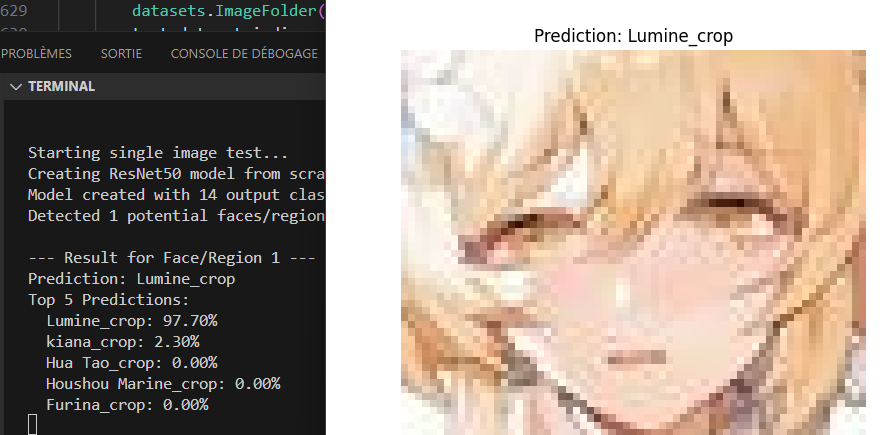 629
datasets.ImageFolder(
630
PROBLÈMES SORTIE CONSOLE DE DÉBOGAGE
TERMINAL
Starting single image test...
Creating ResNet50 model from scra
Model created with 14 output clas
Detected 1 potential faces/region
--- Result for Face/Region 1 ---
Prediction: Lumine_crop
Top 5 Predictions:
Lumine_crop: 97.70%
kiana_crop: 2.30%
Hua Tao_crop: 0.00%
Houshou Marine_crop: 0.00%
Furina_crop: 0.00%
Prediction: Lumine_crop